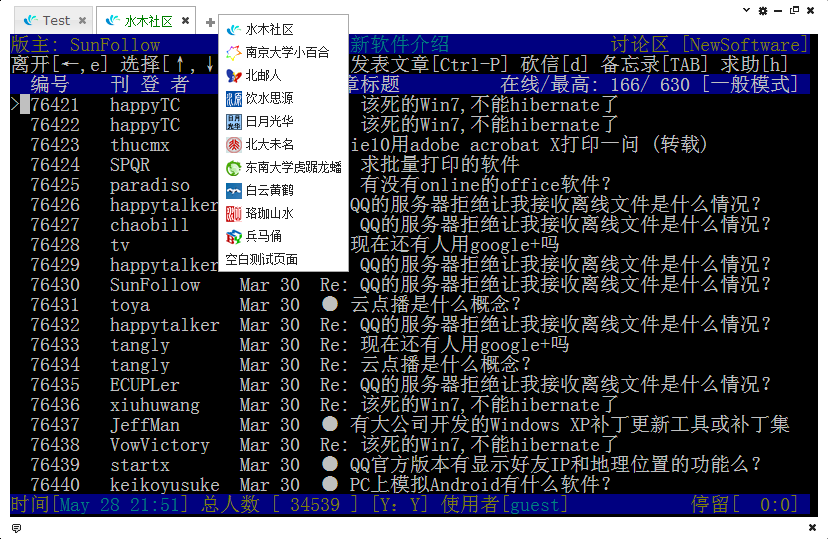 Test
水木社区
水木社区
南京大学小百合
北邮人
饮水思源
日月光华
北大未名
东南大学虎踞龙蟠
白云黄鹤
珞珈山水
兵马俑
空白测试页面
版主: SunFollow 新软件介绍 讨论区 [NewSoftware]
离开[←,e] 选择[↑,↓ 发表文章[Ctrl-P] 砍信[d] 备忘录[TAB] 求助[h]
编号 刊 登 者 章标题 在线/最高: 166/ 630 [一般模式]
>76421 happyTC 该死的Win7,不能hibernate了
76422 happyTC 该死的Win7,不能hibernate了
76423 thucmx ie10用adobe acrobat X打印一问 (转载)
76424 SPQR 求批量打印的软件
76425 paradiso 有没有online的office软件?
76426 happytalker QQ的服务器拒绝让我接收离线文件是什么情况?
76427 chaobill QQ的服务器拒绝让我接收离线文件是什么情况?
76428 tv 现在还有人用google+吗
76429 happytalker QQ的服务器拒绝让我接收离线文件是什么情况?
76430 SunFollow Mar 30 Re: QQ的服务器拒绝让我接收离线文件是什么情况?
76431 toya Mar 30 ● 云点播是什么概念?
76432 happytalker Mar 30 Re: QQ的服务器拒绝让我接收离线文件是什么情况?
76433 tangly Mar 30 Re: 现在还有人用google+吗
76434 tangly Mar 30 Re: 云点播是什么概念?
76435 ECUPLer Mar 30 Re: QQ的服务器拒绝让我接收离线文件是什么情况?
76436 xiuhuwang Mar 30 Re: 该死的Win7,不能hibernate了
76437 JeffMan Mar 30 ● 有大公司开发的Windows XP补丁更新工具或补丁集
76438 VowVictory Mar 30 Re: 该死的Win7,不能hibernate了
76439 startx Mar 30 ● QQ官方版本有显示好友IP和地理位置的功能么?
76440 keikoyusuke Mar 30 ● PC上模拟Android有什么软件?
时间[May 28 21:51] 总人数 [ 34539 ] [Y: Y] 使用者[guest] 停留[ 0:0]